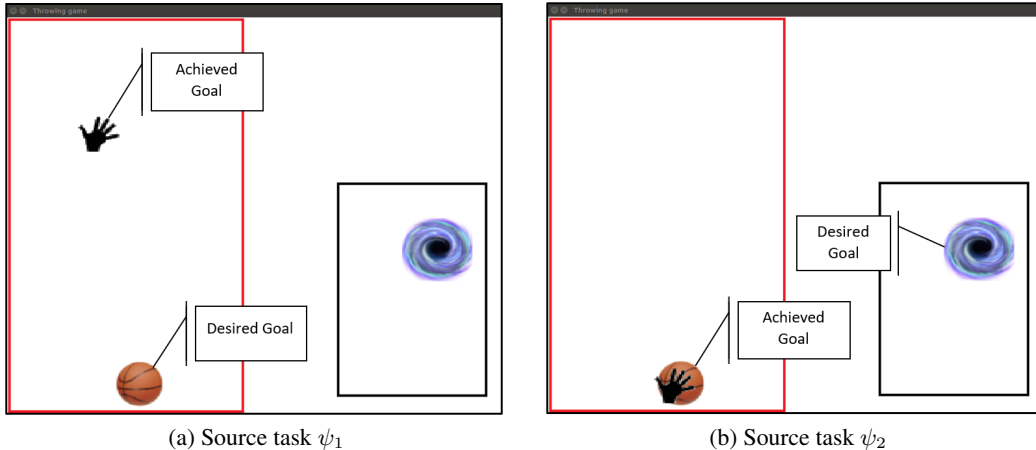 Throwing game
Achieved
Goal
Desired Goal
(a) Source task ψ1
Throwing game
Desired
Goal
Achieved
Goal
(b) Source task ψ2